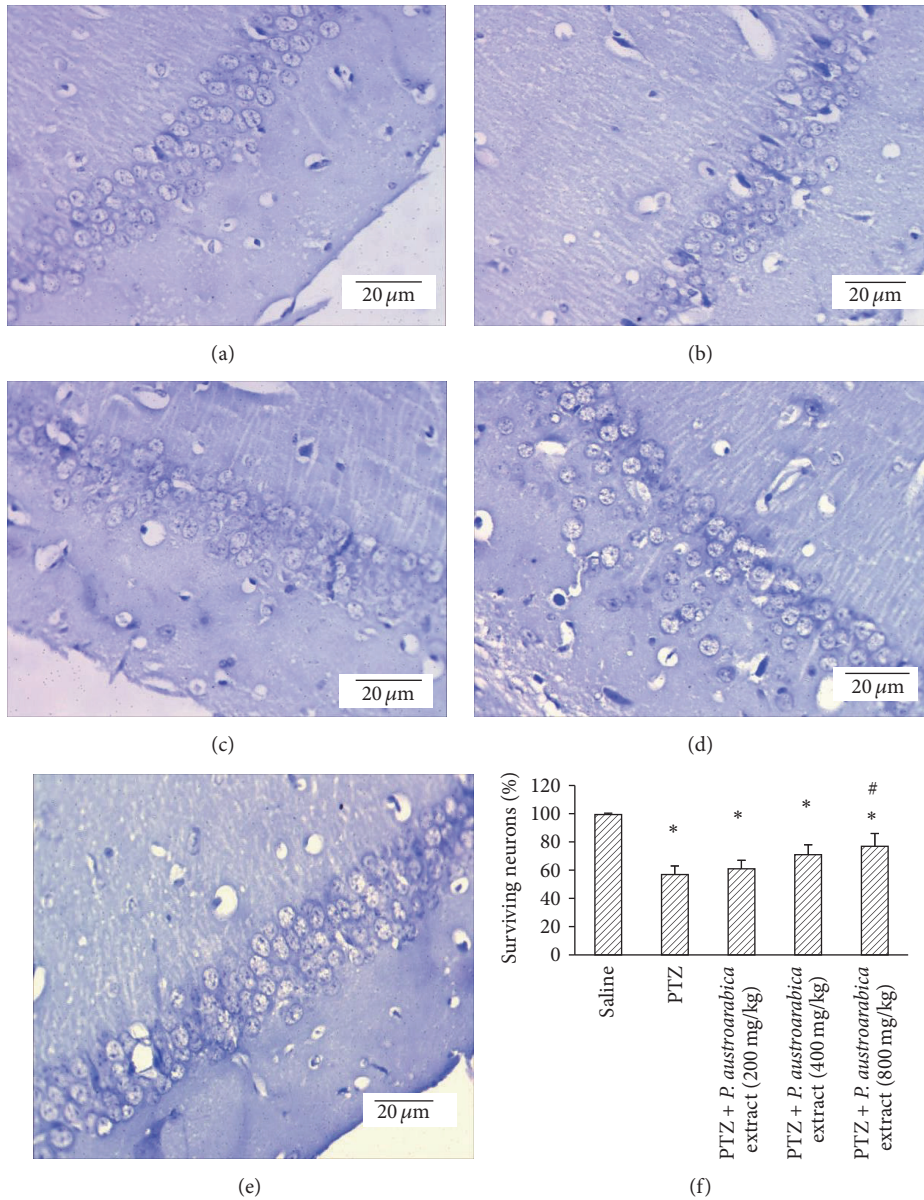 20 μm
20 μm
(a)
(b)
20 μm
20 μm
(c)
(d)
20 μm
(e)
Surviving neurons (%)
120
100
80
60
40
20
0
*
*
*
#
*
Saline
PTZ
PTZ + P. austroarabica
extract (200 mg/kg)
PTZ + P. austroarabica
extract (400 mg/kg)
PTZ + P. austroarabica
extract (800 mg/kg)
(f)